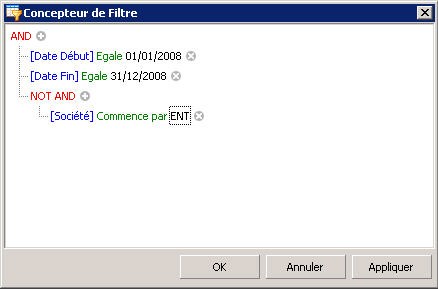 Concepteur de Filtre
AND
[Date Début] Egale 01/01/2008
[Date Fin] Egale 31/12/2008
NOT AND
[Société] Commence par ENT
OK Annuler Appliquer